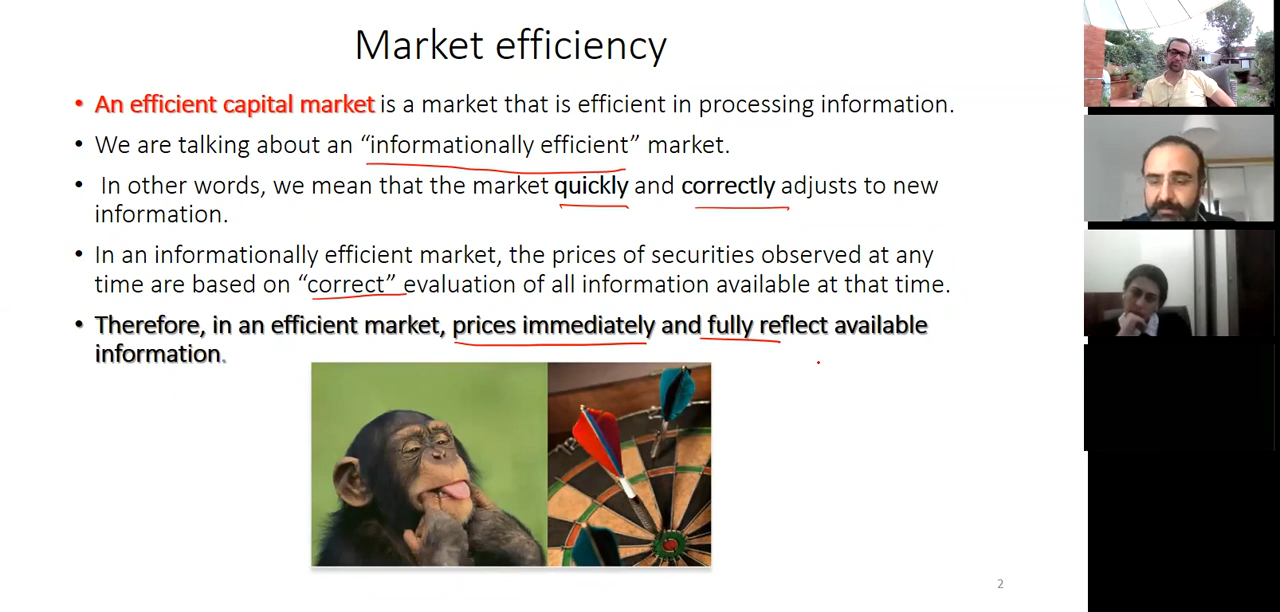 Market efficiency
• An efficient capital market is a market that is efficient in processing information.
• We are talking about an “informationally efficient” market.
• In other words, we mean that the market quickly and correctly adjusts to new
information.
• In an informationally efficient market, the prices of securities observed at any
time are based on “correct” evaluation of all information available at that time.
• Therefore, in an efficient market, prices immediately and fully reflect available
information.
2